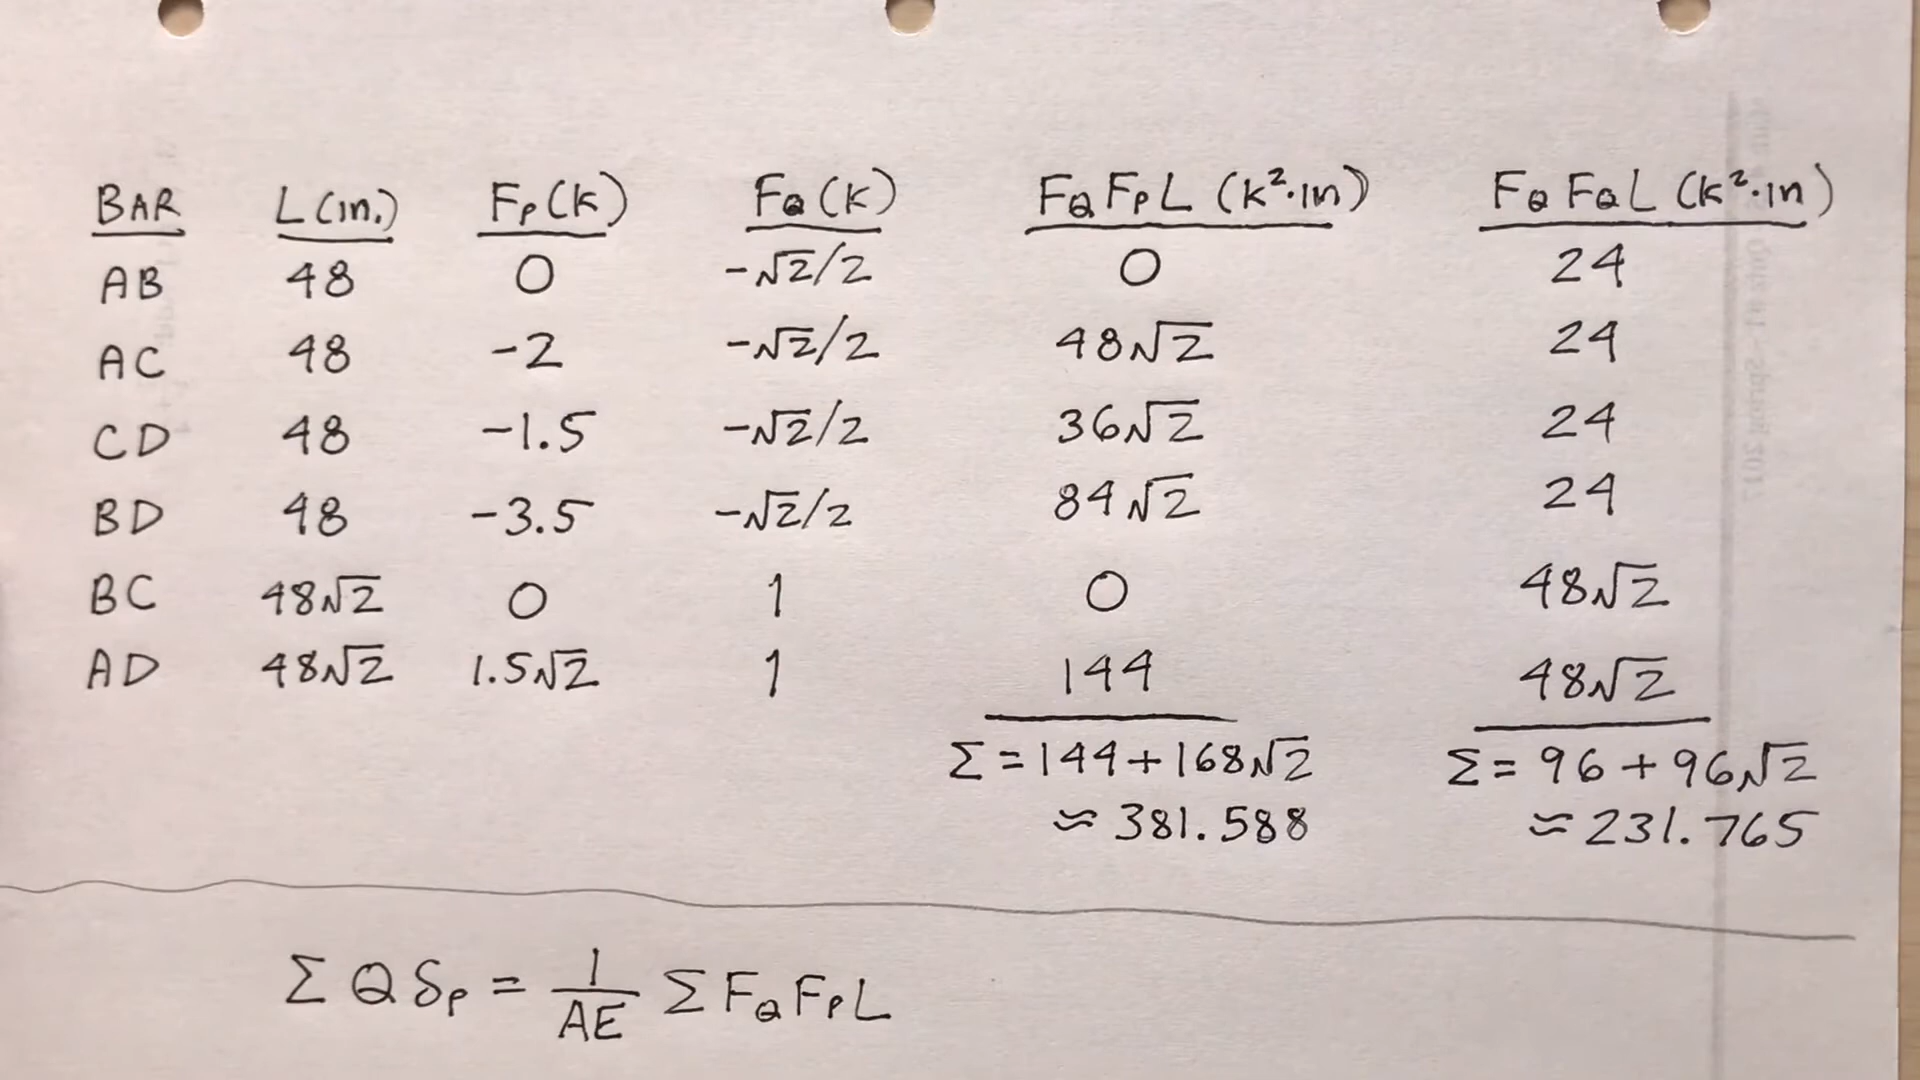 BAR L (in.) Fp (k) FQ (k) FQ Fp L (k²·in) FQ FQ L (k²·in)
AB 48 0 -√2/2 0 24
AC 48 -2 -√2/2 48√2 24
CD 48 -1.5 -√2/2 36√2 24
BD 48 -3.5 -√2/2 84√2 24
BC 48√2 0 1 0 48√2
AD 48√2 1.5√2 1 144 48√2
Σ = 144 + 168√2 Σ = 96 + 96√2
≈ 381.588 ≈ 231.765
Σ Q δp = 1/AE Σ FQ Fp L